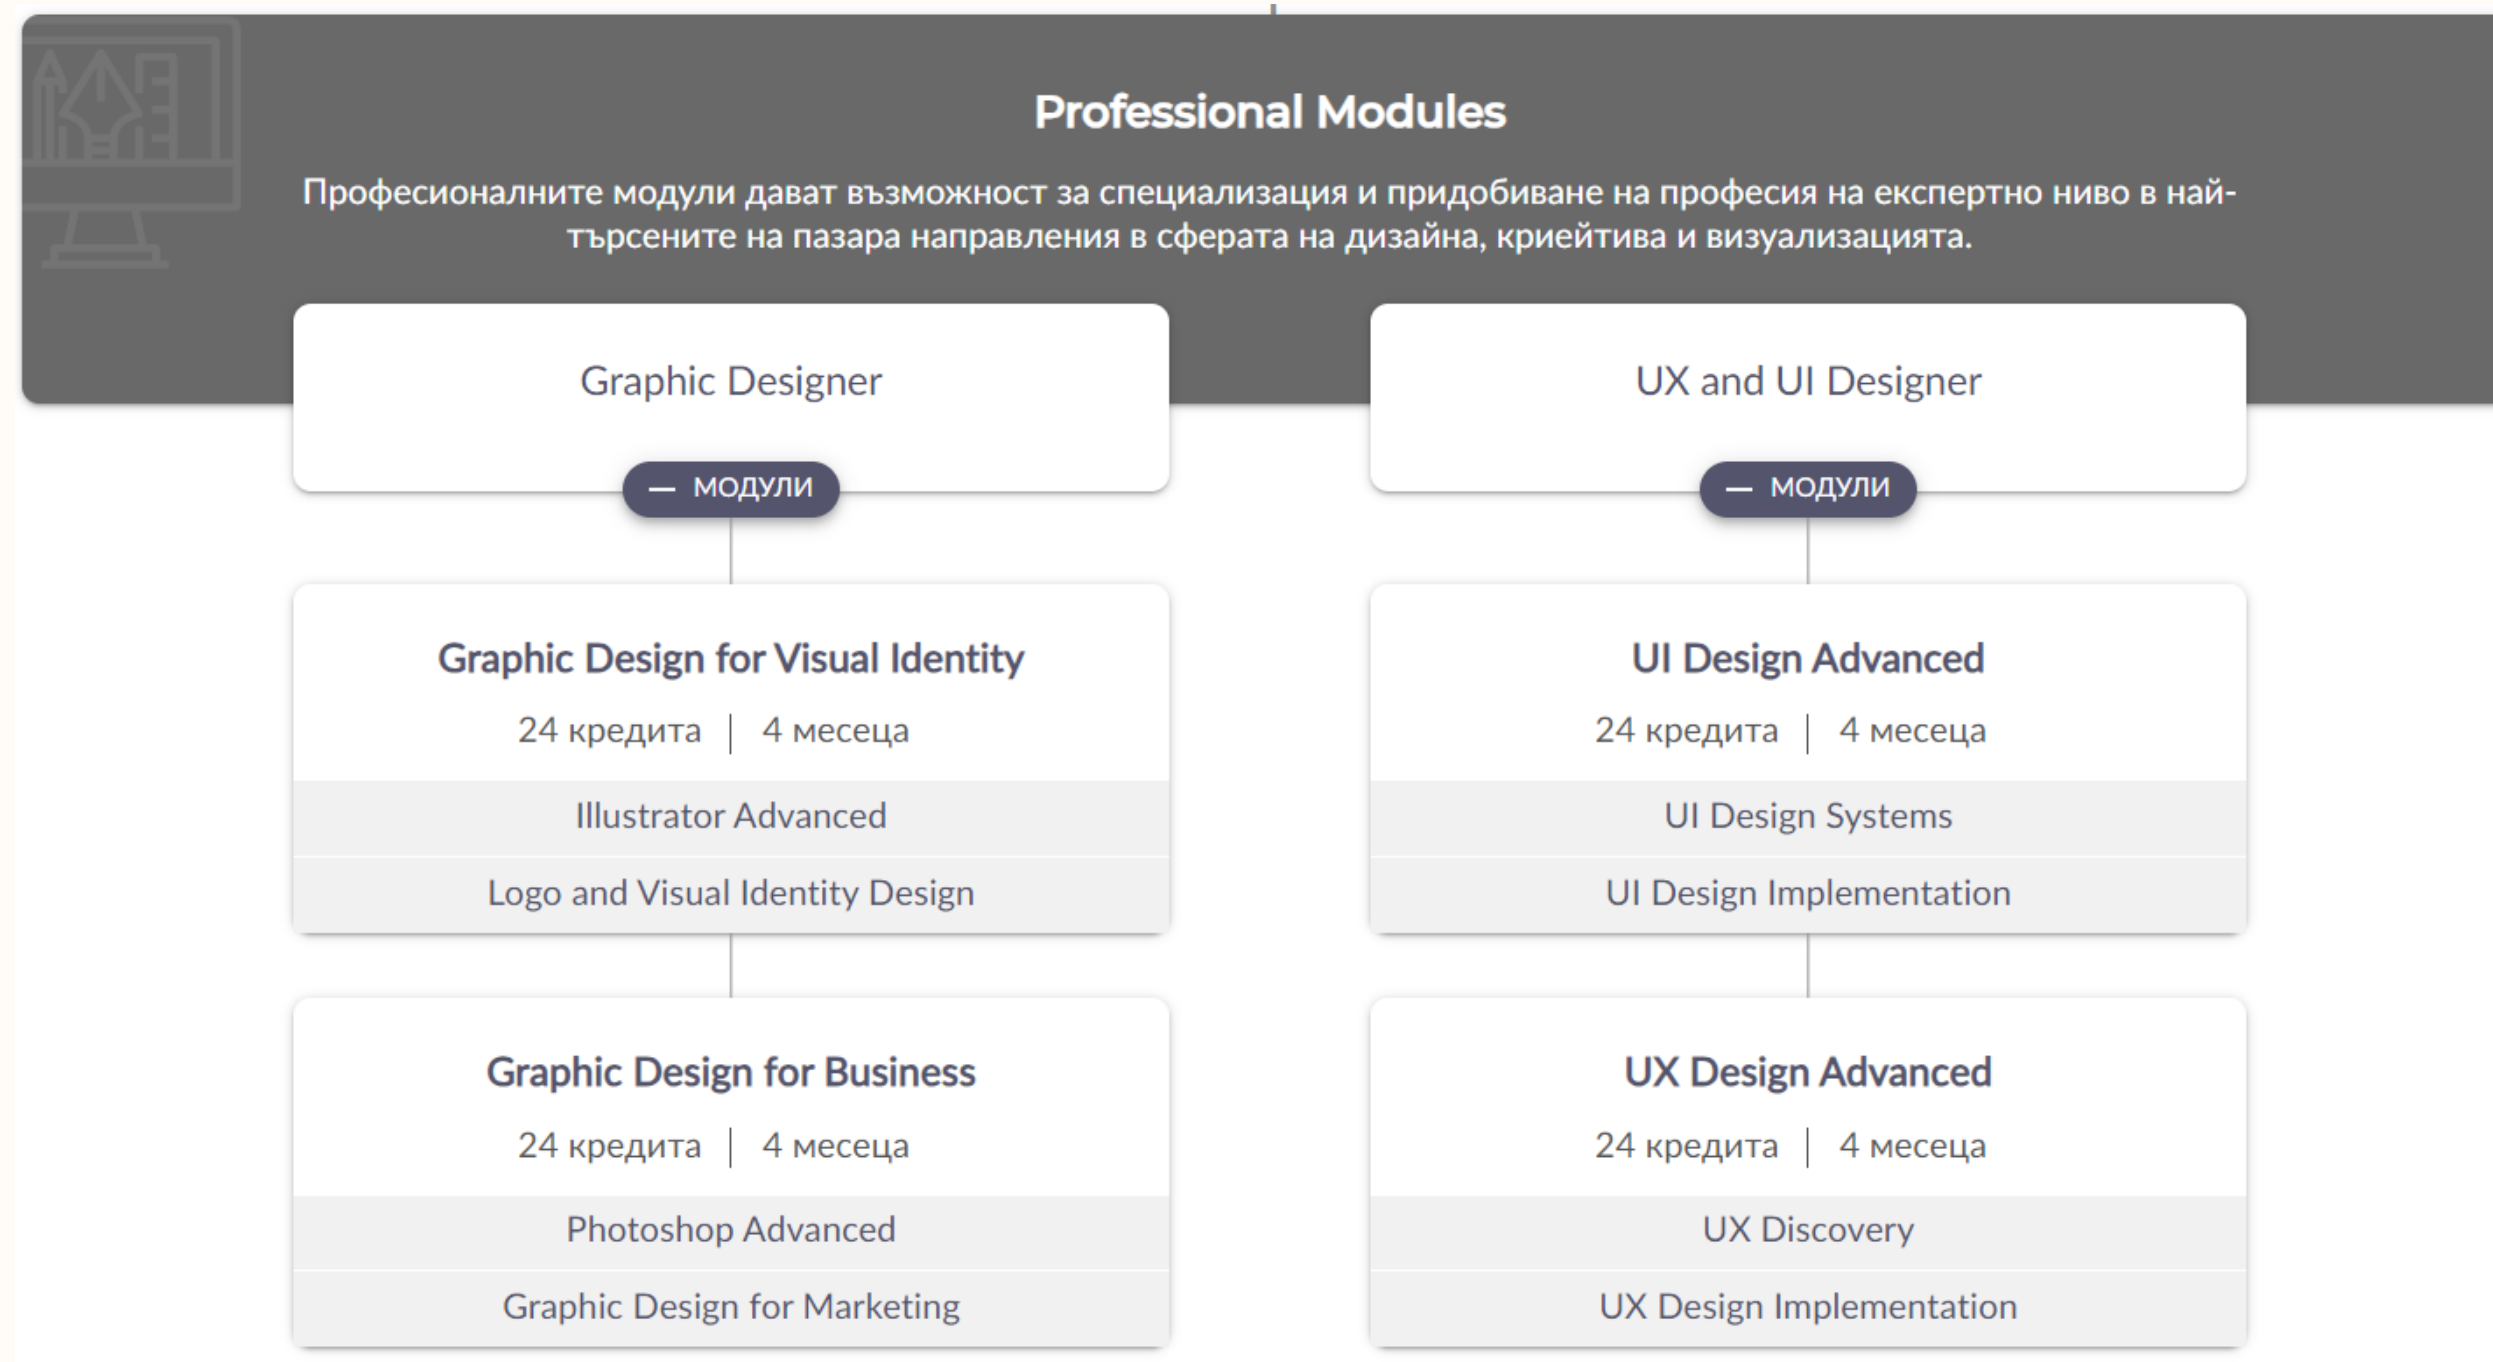 Professional Modules
Професионалните модули дават възможност за специализация и придобиване на професия на експертно ниво в най-
търсените на пазара направления в сферата на дизайна, криейтива и визуализацията.
Graphic Designer
— МОДУЛИ
Graphic Design for Visual Identity
24 кредита | 4 месеца
Illustrator Advanced
Logo and Visual Identity Design
Graphic Design for Business
24 кредита | 4 месеца
Photoshop Advanced
Graphic Design for Marketing
UX and UI Designer
— МОДУЛИ
UI Design Advanced
24 кредита | 4 месеца
UI Design Systems
UI Design Implementation
UX Design Advanced
24 кредита | 4 месеца
UX Discovery
UX Design Implementation